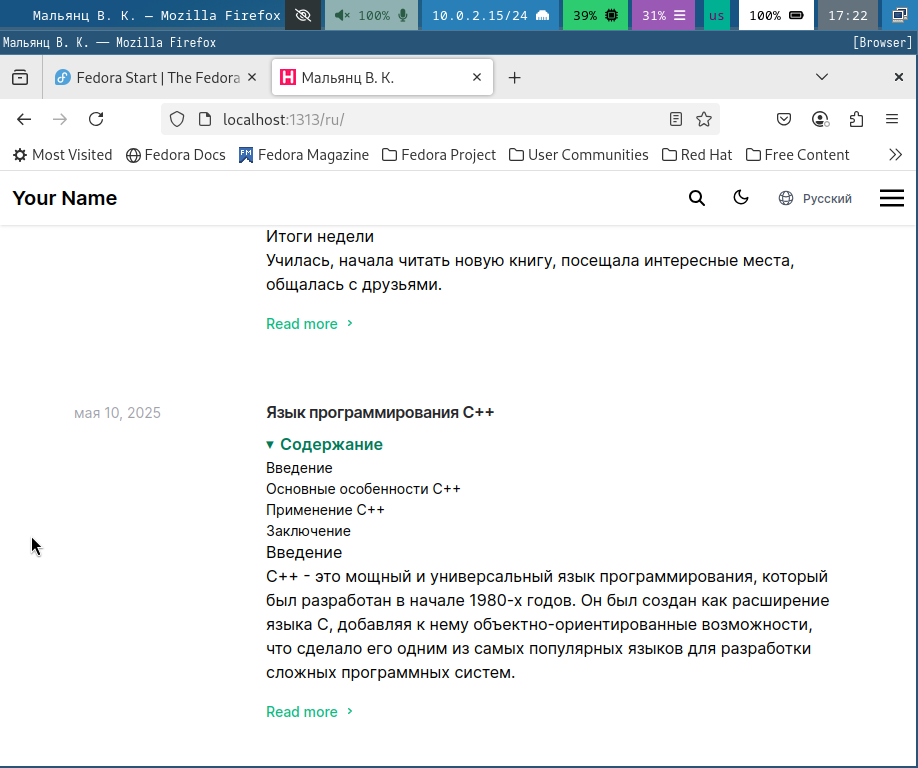 Мальянц В. К. — Mozilla Firefox 100% 10.0.2.15/24 39% 31% us 100% 17:22
Мальянц В. К. — Mozilla Firefox [Browser]
Fedora Start | The Fedora Мальянц В. К.
localhost:1313/ru/
Most Visited Fedora Docs Fedora Magazine Fedora Project User Communities Red Hat Free Content
Your Name Русский
Итоги недели
Училась, начала читать новую книгу, посещала интересные места,
общалась с друзьями.
Read more
мая 10, 2025 Язык программирования C++
Содержание
Введение
Основные особенности C++
Применение C++
Заключение
Введение
C++ - это мощный и универсальный язык программирования, который
был разработан в начале 1980-х годов. Он был создан как расширение
языка C, добавляя к нему объектно-ориентированные возможности,
что сделало его одним из самых популярных языков для разработки
сложных программных систем.
Read more